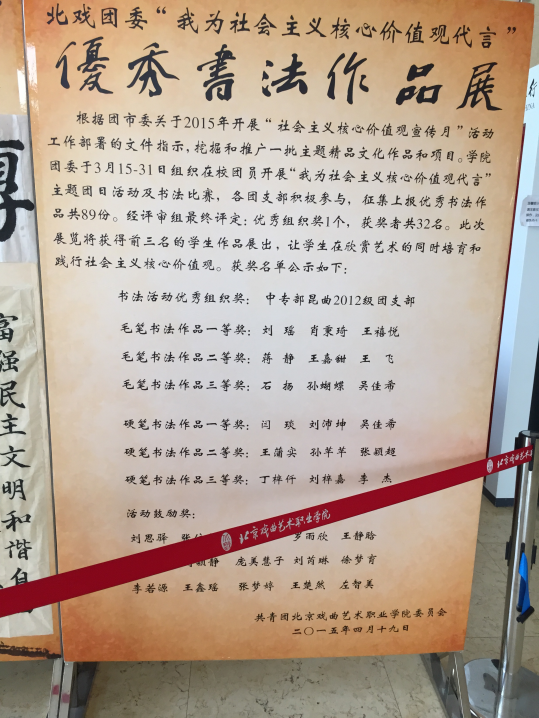 北戏团委“我为社会主义核心价值观代言”
優秀書法作品展
根据团市委关于2015年开展“社会主义核心价值观宣传月”活动
工作部署的文件指示，挖掘和推广一批主题精品文化作品和项目。学院
团委于3月15-31日组织在校团员开展“我为社会主义核心价值观代言”
主题团日活动及书法比赛，各团支部积极参与，征集上报优秀书法作
品共89份。经评审组最终评定：优秀组织奖1个，获奖者共32名。此次
展览将获得前三名的学生作品展出，让学生在欣赏艺术的同时培育和
践行社会主义核心价值观。获奖名单公示如下：
书法活动优秀组织奖：中专部昆曲2012级团支部
毛笔书法作品一等奖：刘瑶 肖秉琦 王禧悦
毛笔书法作品二等奖：蒋静 王嘉甜 王飞
毛笔书法作品三等奖：石扬 孙蝴蝶 吴佳希
硬笔书法作品一等奖：闫琰 刘沛坤 吴佳希
硬笔书法作品二等奖：王蔺实 孙芊芊 张颖超
硬笔书法作品三等奖：丁梓仟 刘梓嘉 李杰
活动鼓励奖：
刘思驿 罗雨欣 王静晗
庞美慧子 刘芮琳 徐梦育
李若源 王鑫瑶 张梦婷 王楚然 左智美
共青团北京戏曲艺术职业学院委员会
二〇一五年四月十九日
北京戏曲艺术职业学院
北京戏曲艺术
厚
富强民主文明和谐自